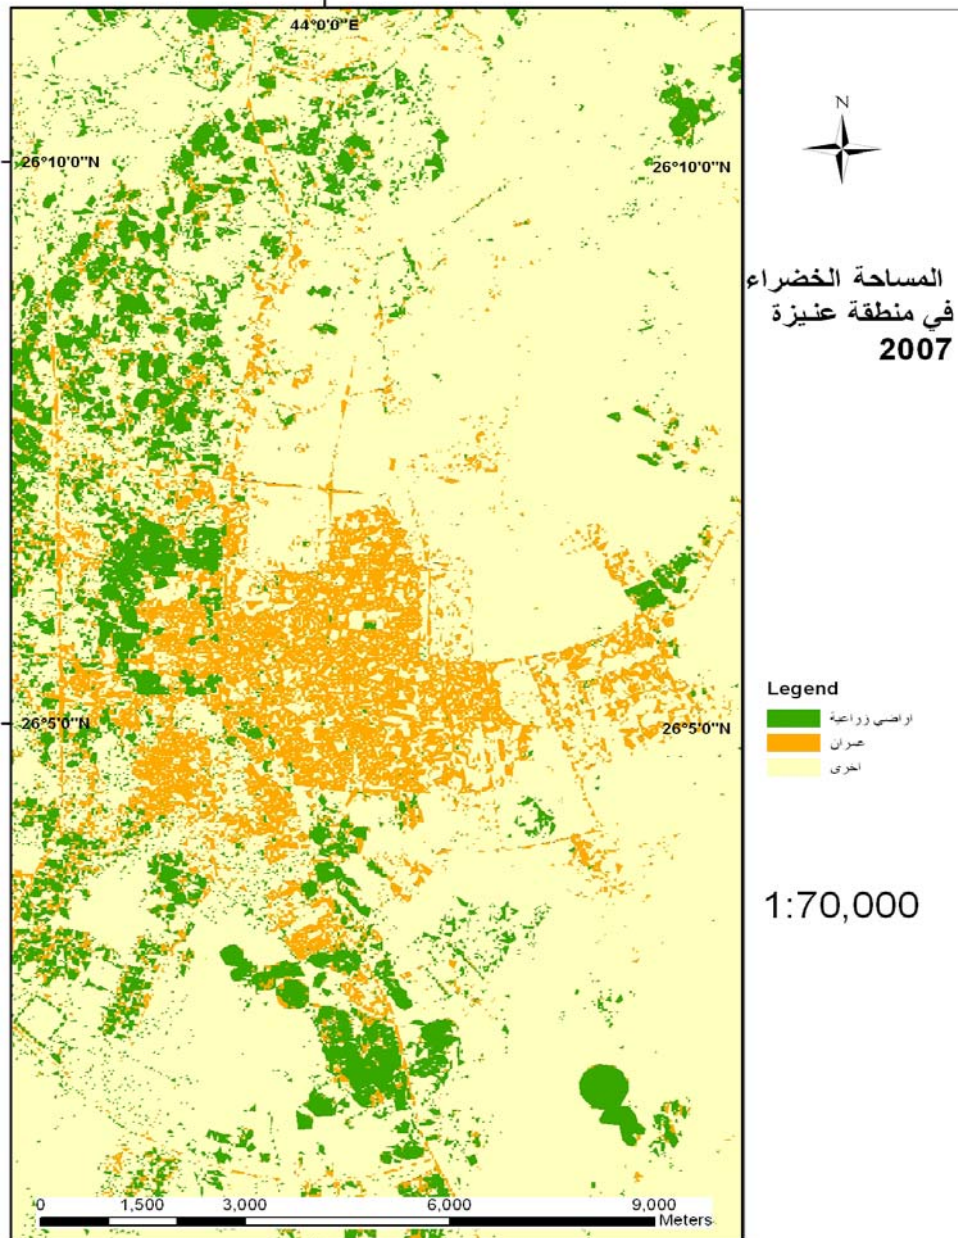 44°0'0"E
26°10'0"N
26°10'0"N
N
المساحة الخضراء
في منطقة عنيزة
2007
Legend
اراضي زراعية
عمران
اخرى
26°5'0"N
26°5'0"N
1:70,000
0 1,500 3,000 6,000 9,000
Meters